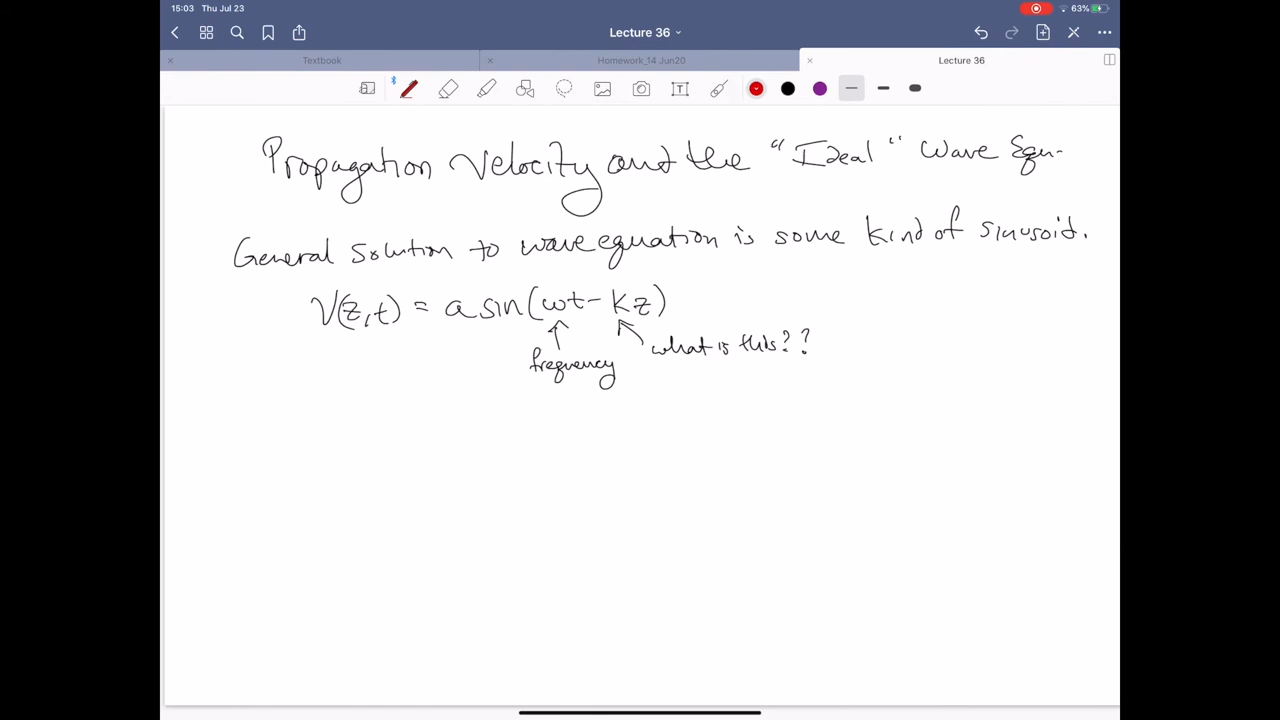 15:03 Thu Jul 23
63%
Lecture 36
Textbook
Homework_14 Jun20
Lecture 36
T
Propagation Velocity and the "Ideal" Wave Equ-
General solution to wave equation is some kind of sinusoid.
V(z,t) = a sin(ωt - kz)
what is this??
frequency